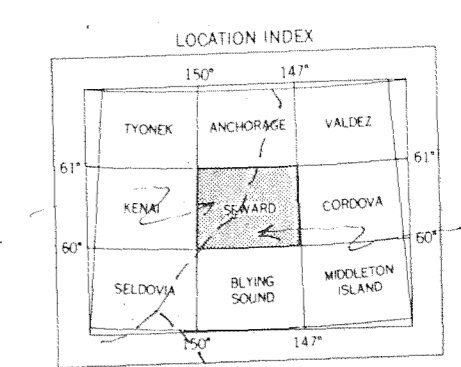 LOCATION INDEX
150° 147°
TYONEK ANCHORAGE VALDEZ
61° 61°
KENAI SEWARD CORDOVA
60° 60°
SELDOVIA BLYING SOUND MIDDLETON ISLAND
150° 147°